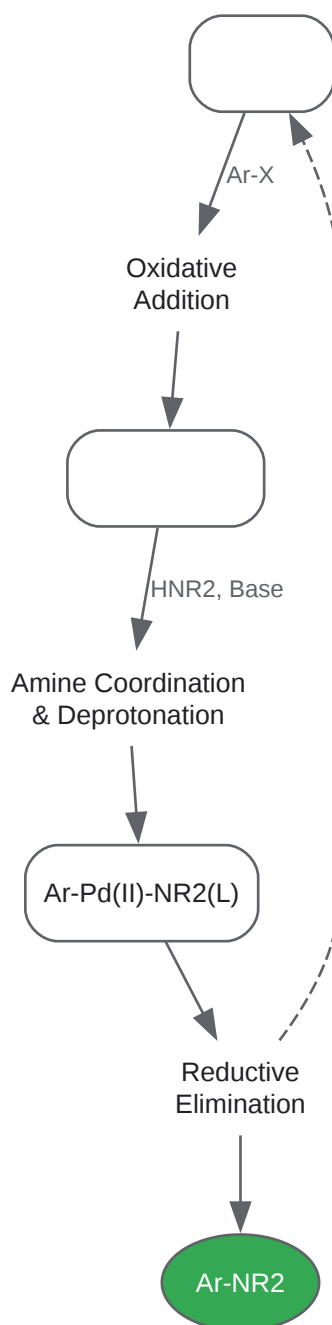 Ar-X
Oxidative
Addition
HNR2, Base
Amine Coordination
& Deprotonation
Ar-Pd(II)-NR2(L)
Reductive
Elimination
Ar-NR2